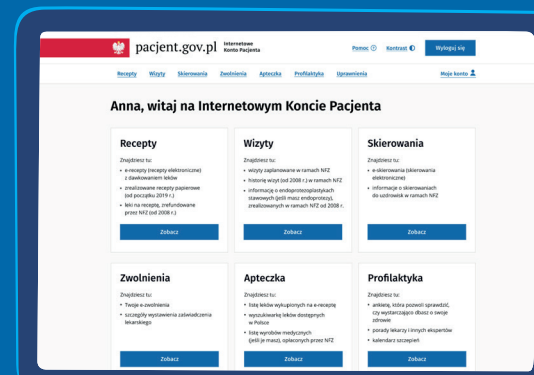 pacjent.gov.pl Internetowe
Konto Pacjenta
Pomoc Kontrast Wyloguj się
Recepty Wizyty Skierowania Zwolnienia Apteczka Profilaktyka Uprawnienia Moje konto
Anna, witaj na Internetowym Koncie Pacjenta
Recepty
Znajdziesz tu:
• e-recepty (recepty elektroniczne)
z dawkowaniem leków
• zrealizowane recepty papierowe
(od początku 2019 r.)
• leki na receptę, zrefundowane
przez NFZ (od 2008 r.)
Zobacz
Wizyty
Znajdziesz tu:
• wizyty zaplanowane w ramach NFZ
• historię wizyt (od 2008 r.) w ramach NFZ
• informację o endoprotezoplastykach
stawowych (jeśli masz endoprotezy),
zrealizowanych w ramach NFZ od 2008 r.
Zobacz
Skierowania
Znajdziesz tu:
• e-skierowania (skierowania
elektroniczne)
• informacje o skierowaniach
do uzdrowisk w ramach NFZ
Zobacz
Zwolnienia
Znajdziesz tu:
• Twoje e-zwolnienia
• szczegóły wystawienia zaświadczenia
lekarskiego
Zobacz
Apteczka
Znajdziesz tu:
• listę leków wykupionych na e-receptę
• wyszukiwarkę leków dostępnych
w Polsce
• listę wyrobów medycznych
(jeśli je masz), opłaconych przez NFZ
Zobacz
Profilaktyka
Znajdziesz tu:
• ankietę, która pozwoli sprawdzić,
czy wystarczająco dbasz o swoje
zdrowie
• porady lekarzy i innych ekspertów
• kalendarz szczepień
Zobacz